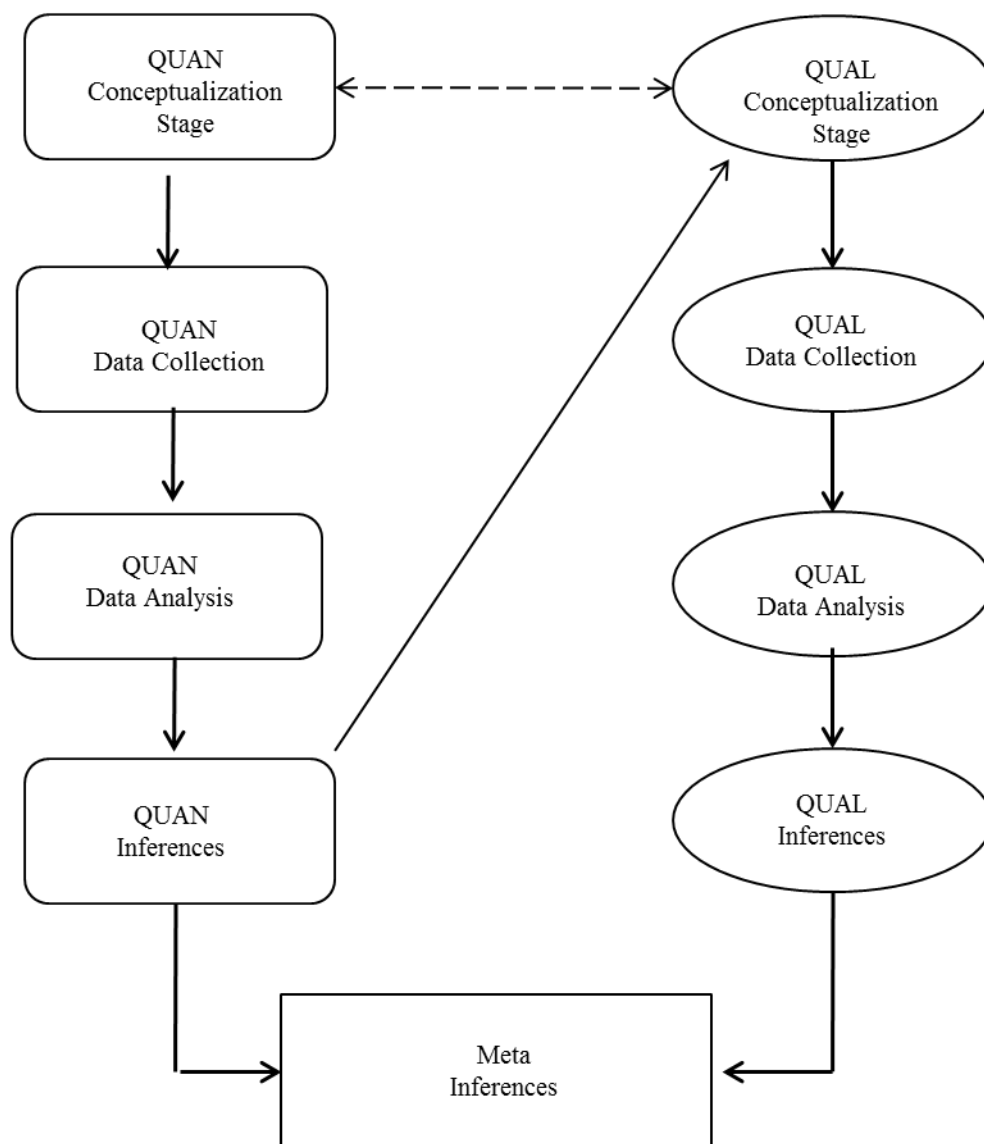 QUAN
Conceptualization
Stage
QUAL
Conceptualization
Stage
QUAN
Data Collection
QUAL
Data Collection
QUAN
Data Analysis
QUAL
Data Analysis
QUAN
Inferences
QUAL
Inferences
Meta
Inferences